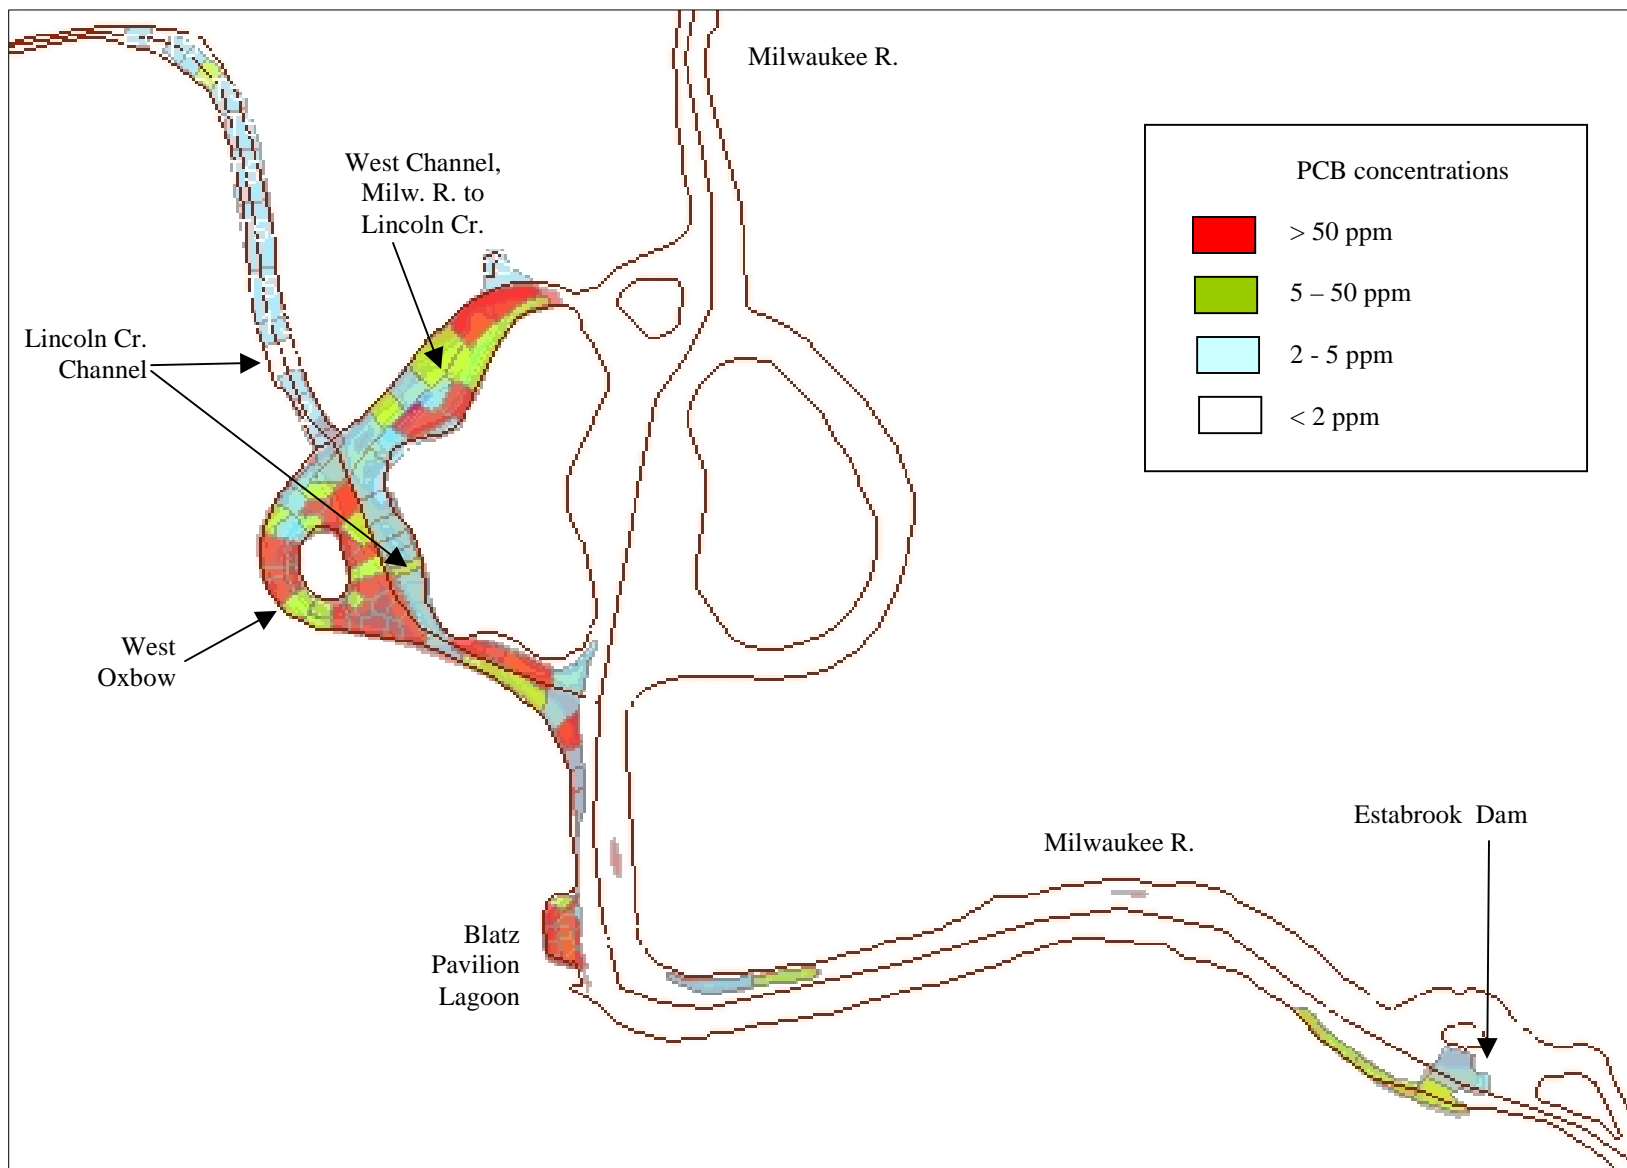 Milwaukee R.
West Channel,
Milw. R. to
Lincoln Cr.
PCB concentrations
> 50 ppm
5 – 50 ppm
2 - 5 ppm
< 2 ppm
Lincoln Cr.
Channel
West
Oxbow
Estabrook Dam
Milwaukee R.
Blatz
Pavilion
Lagoon